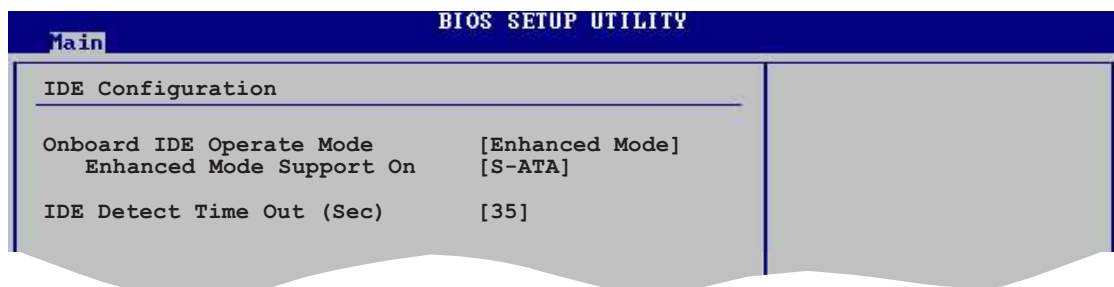 BIOS SETUP UTILITY
Main
IDE Configuration
Onboard IDE Operate Mode [Enhanced Mode]
Enhanced Mode Support On [S-ATA]
IDE Detect Time Out (Sec) [35]